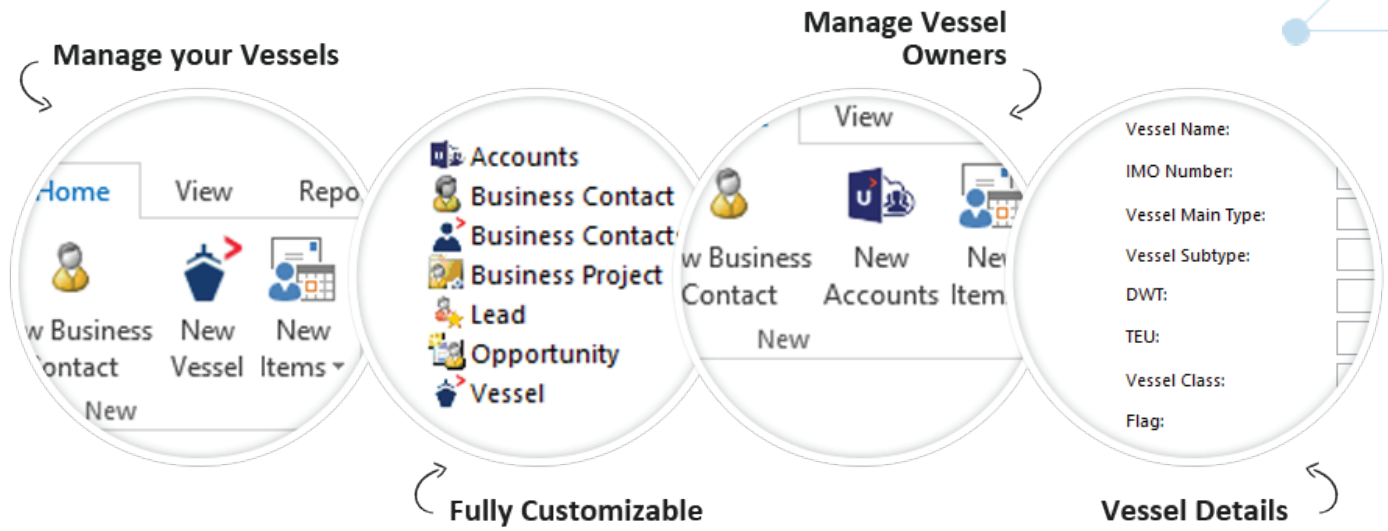 Manage your Vessels
Home View Repo
w Business
ontact
New
Vessel
New
Items
New
Accounts
Business Contact
Business Contact
Business Project
Lead
Opportunity
Vessel
Fully Customizable
Manage Vessel
Owners
View
w Business
Contact
New
Accounts
Ne
Item
New
U
Vessel Name:
IMO Number:
Vessel Main Type:
Vessel Subtype:
DWT:
TEU:
Vessel Class:
Flag:
Vessel Details